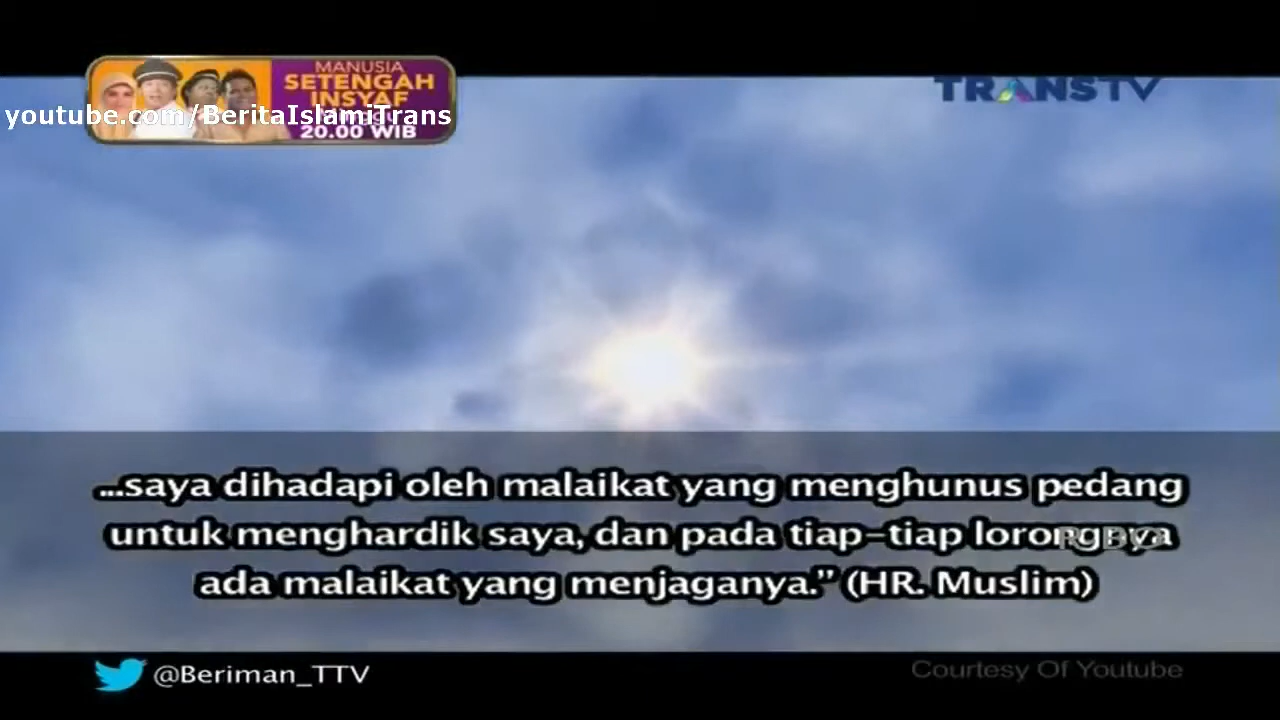 MANUSIA
SETENGAH
INSYAF
20.00 WIB
youtube.com/BeritaIslamiTrans
TRANSTV
...saya dihadapi oleh malaikat yang menghunus pedang
untuk menghardik saya, dan pada tiap-tiap lorongnya
ada malaikat yang menjaganya.” (HR. Muslim)
@Beriman_TTV
Courtesy Of Youtube